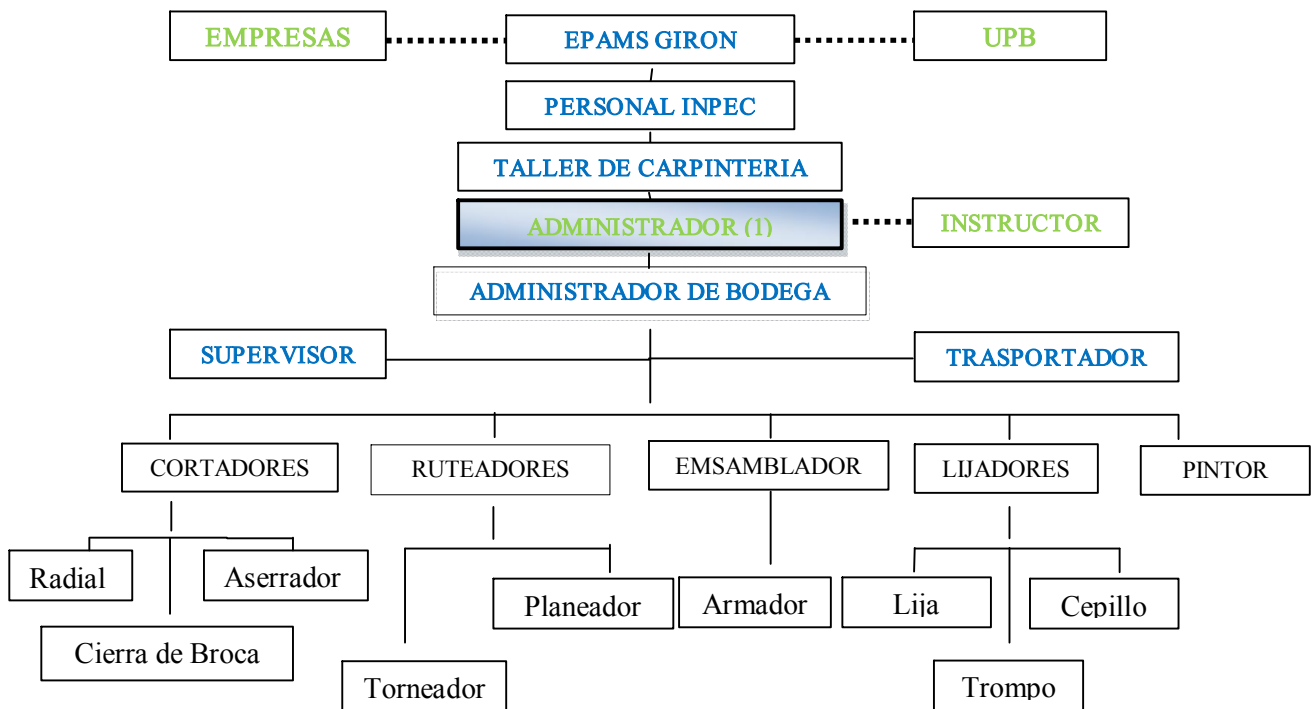 EMPRESAS
EPAMS GIRON
UPB
PERSONAL INPEC
TALLER DE CARPINTERIA
ADMINISTRADOR (1)
INSTRUCTOR
ADMINISTRADOR DE BODEGA
SUPERVISOR
TRASPORTADOR
CORTADORES
RUTEADORES
EMSAMBLADOR
LIJADORES
PINTOR
Radial
Aserrador
Planeador
Armador
Lija
Cepillo
Cierra de Broca
Torneador
Trompo